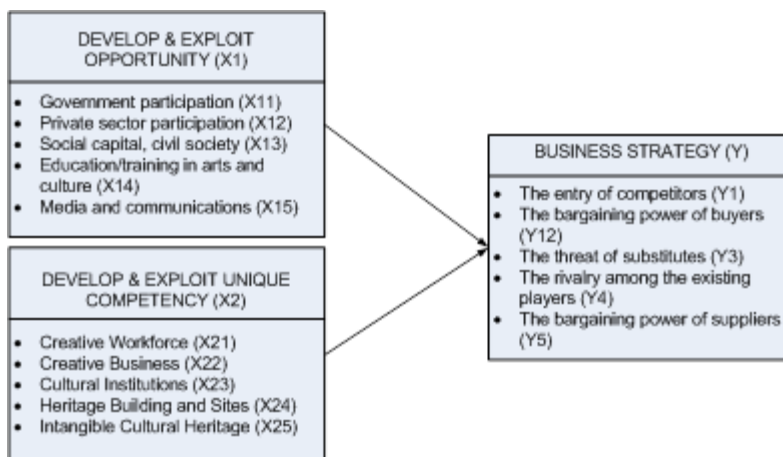 DEVELOP & EXPLOIT
OPPORTUNITY (X1)
• Government participation (X11)
• Private sector participation (X12)
• Social capital, civil society (X13)
• Education/training in arts and
culture (X14)
• Media and communications (X15)
DEVELOP & EXPLOIT UNIQUE
COMPETENCY (X2)
• Creative Workforce (X21)
• Creative Business (X22)
• Cultural Institutions (X23)
• Heritage Building and Sites (X24)
• Intangible Cultural Heritage (X25)
BUSINESS STRATEGY (Y)
• The entry of competitors (Y1)
• The bargaining power of buyers
(Y12)
• The threat of substitutes (Y3)
• The rivalry among the existing
players (Y4)
• The bargaining power of suppliers
(Y5)